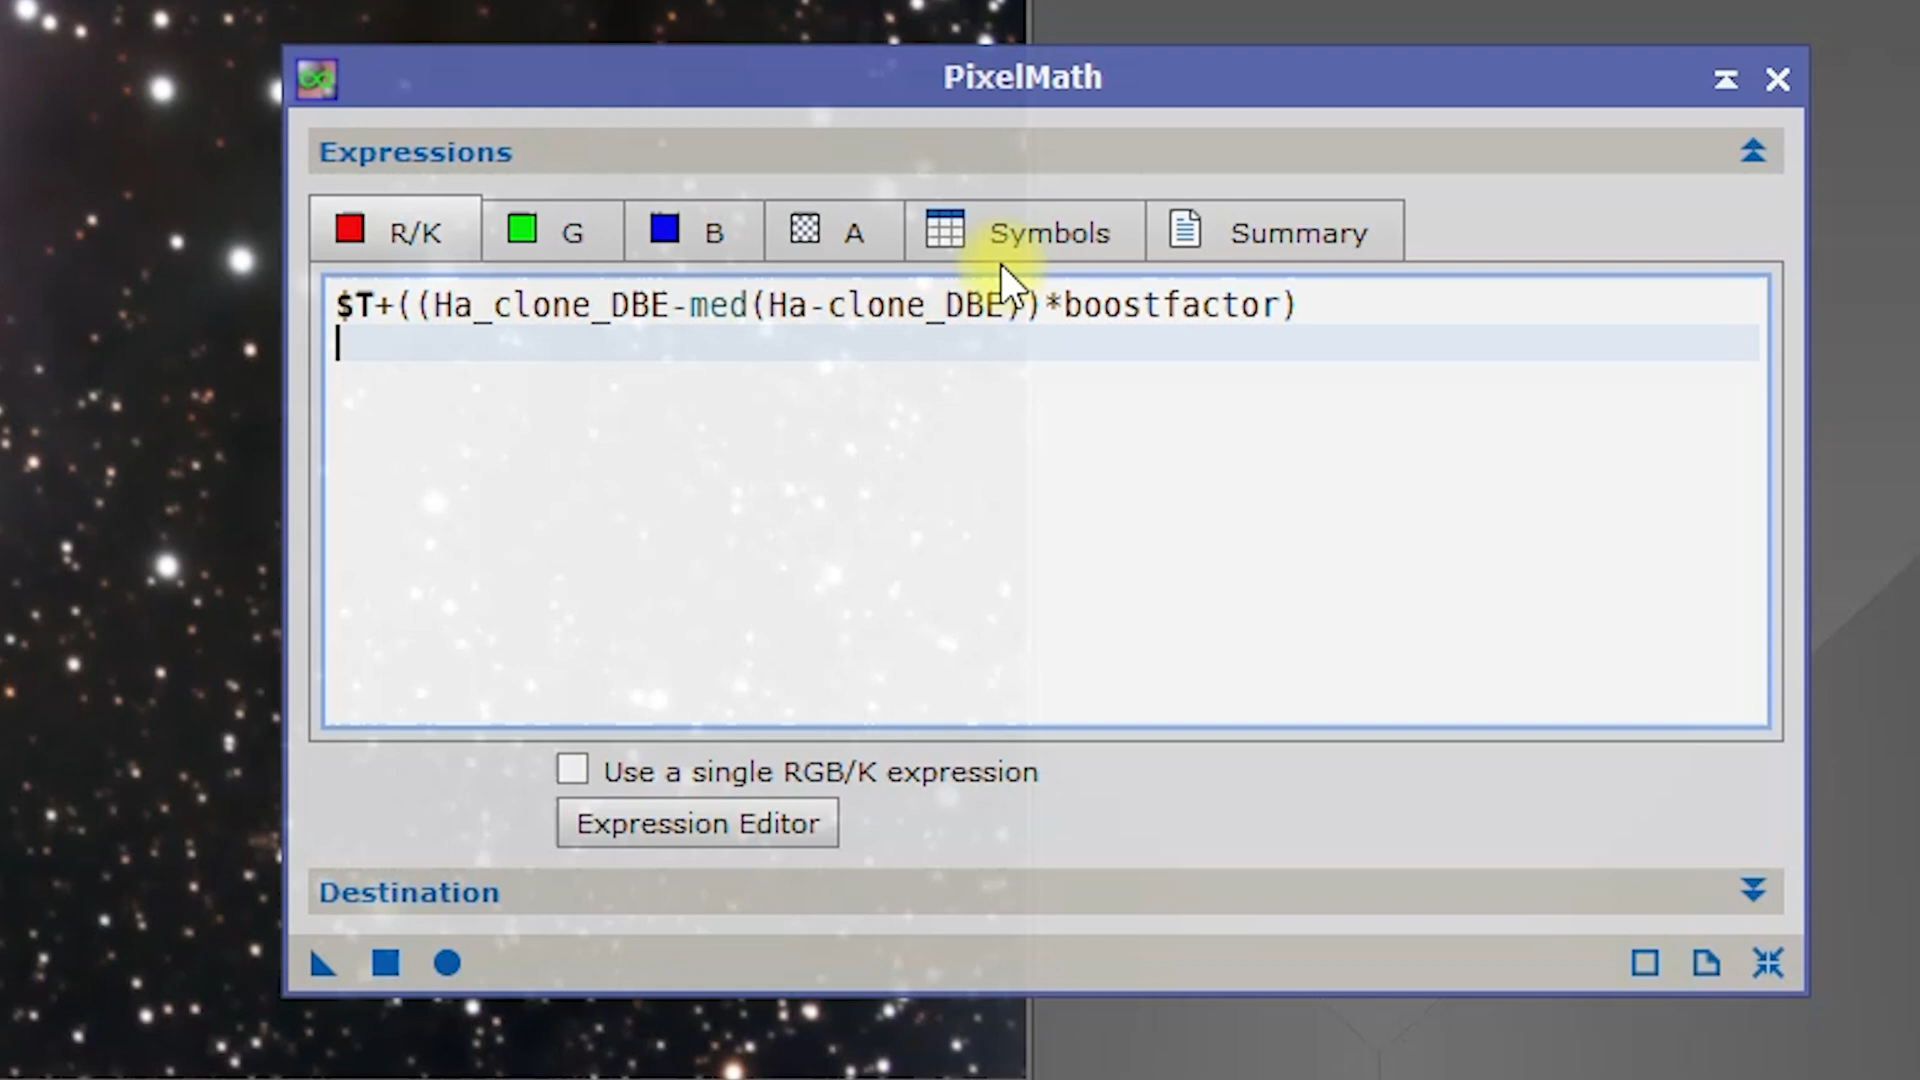 PixelMath
Expressions
R/K G B A Symbols Summary
$T+((Ha_clone_DBE-med(Ha-clone_DBE))*boostfactor)
Use a single RGB/K expression
Expression Editor
Destination